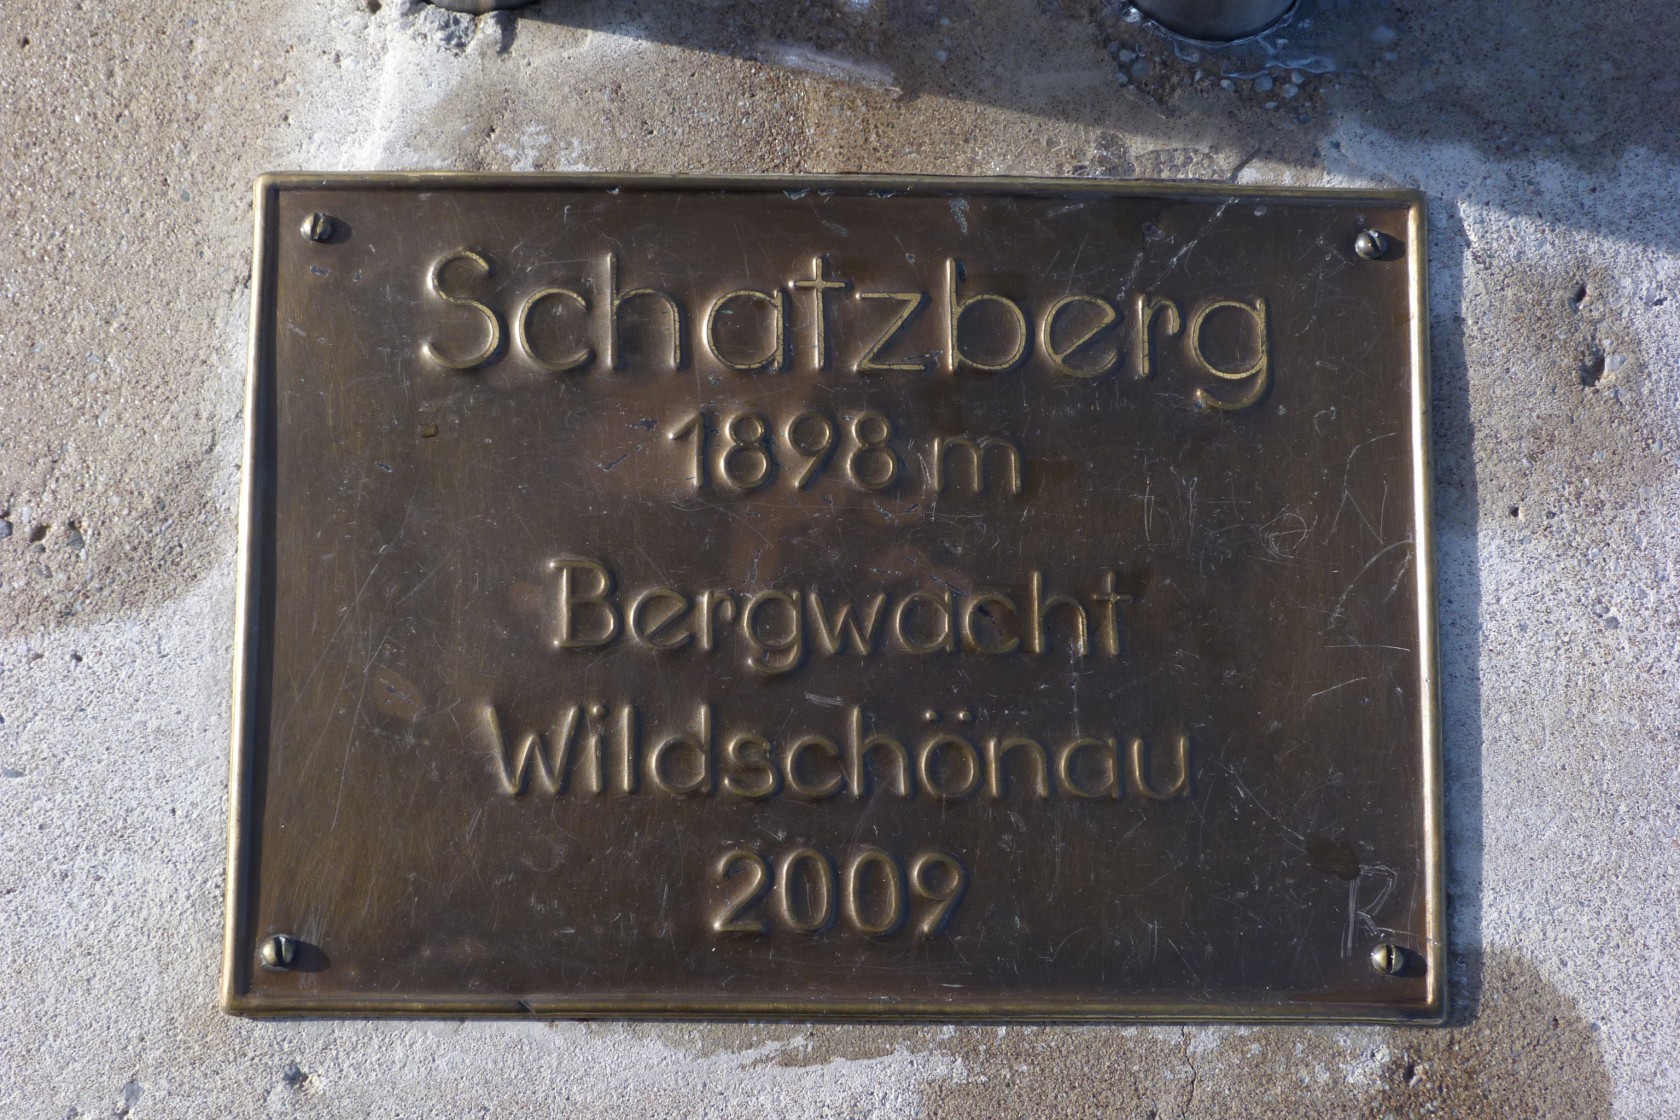 Schatzberg
1898 m
Bergwacht
Wildschönau
2009